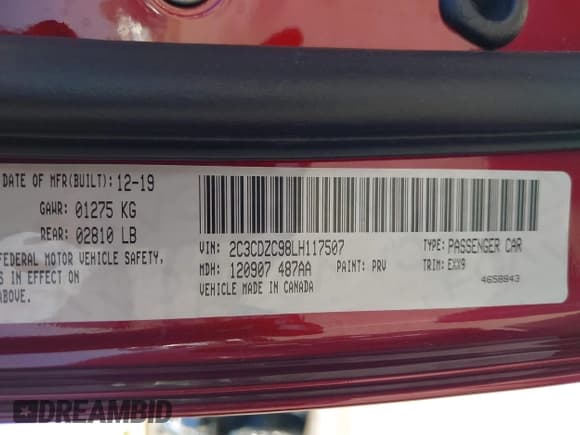 DATE OF MFR(BUILT): 12-19
GAWR: 01275 KG
REAR: 02810 LB
FEDERAL MOTOR VEHICLE SAFETY,
S IN EFFECT ON
ABOVE.
VIN: 2C3CDZC98LH117507
TYPE: PASSENGER CAR
MDH: 120907 487AA
PAINT: PRV
TRIM: EXX9
VEHICLE MADE IN CANADA
4658943
DREAMBID